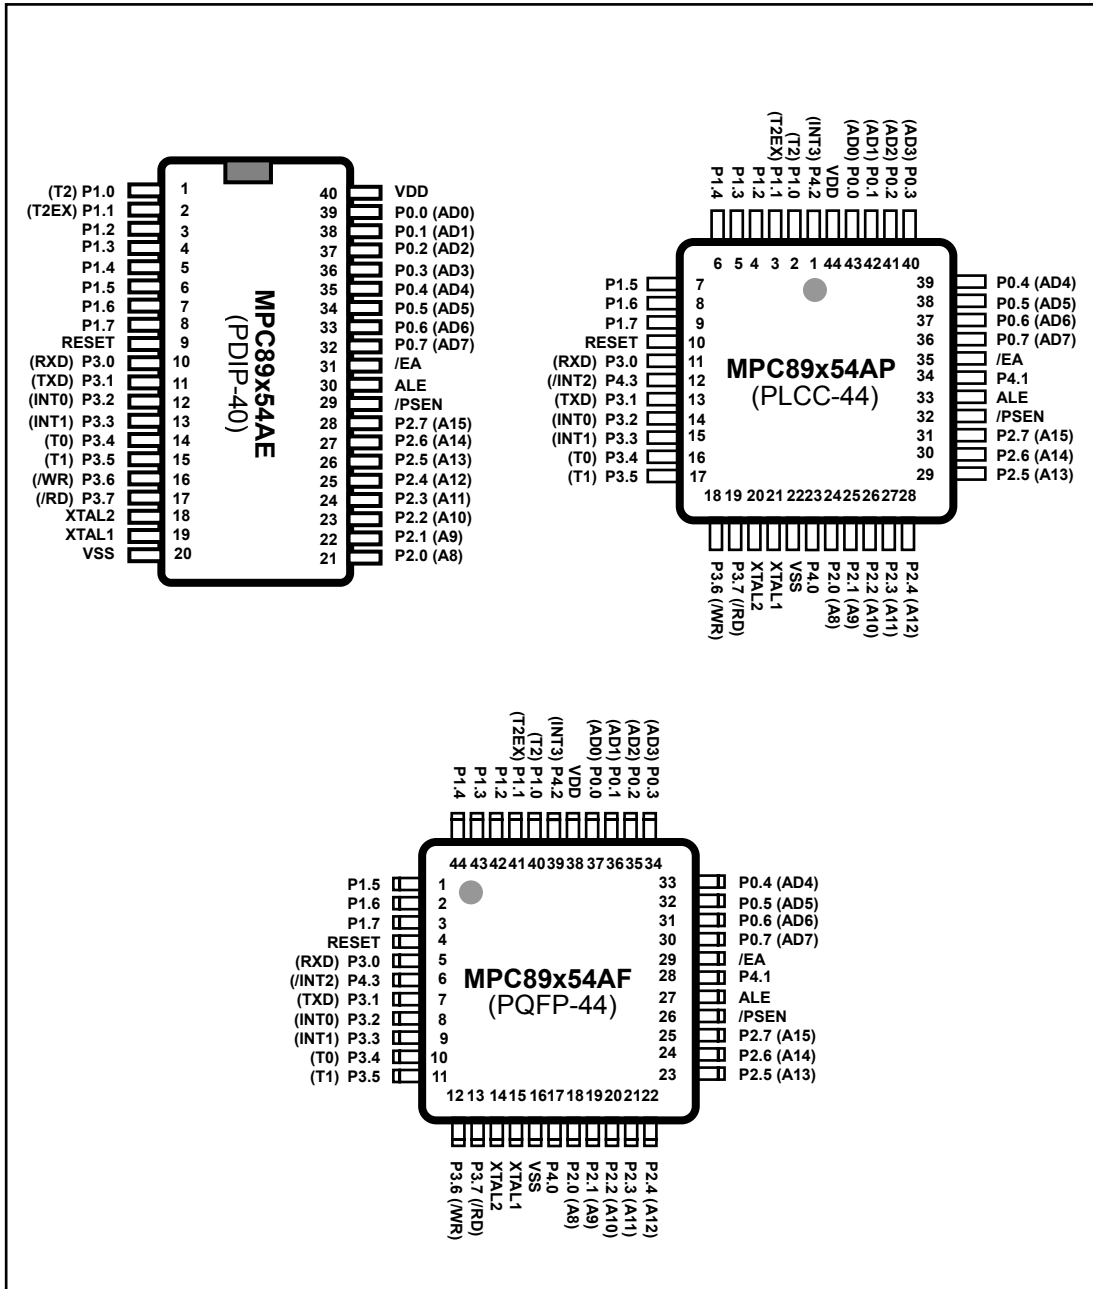 (T2) P1.0 1
(T2EX) P1.1 2
P1.2 3
P1.3 4
P1.4 5
P1.5 6
P1.6 7
P1.7 8
RESET 9
(RXD) P3.0 10
(TXD) P3.1 11
(INT0) P3.2 12
(INT1) P3.3 13
(T0) P3.4 14
(T1) P3.5 15
(/WR) P3.6 16
(/RD) P3.7 17
XTAL2 18
XTAL1 19
VSS 20
MPC89x54AE
(PDIP-40)
40 VDD
39 P0.0 (AD0)
38 P0.1 (AD1)
37 P0.2 (AD2)
36 P0.3 (AD3)
35 P0.4 (AD4)
34 P0.5 (AD5)
33 P0.6 (AD6)
32 P0.7 (AD7)
31 /EA
30 ALE
29 /PSEN
28 P2.7 (A15)
27 P2.6 (A14)
26 P2.5 (A13)
25 P2.4 (A12)
24 P2.3 (A11)
23 P2.2 (A10)
22 P2.1 (A9)
21 P2.0 (A8)
P1.4
P1.3
P1.2
(T2EX) P1.1
(T2) P1.0
(INT3) P4.2
VDD
(AD0) P0.0
(AD1) P0.1
(AD2) P0.2
(AD3) P0.3
6 5 4 3 2 1 44 43 42 41 40
P1.5 7
P1.6 8
P1.7 9
RESET 10
(RXD) P3.0 11
(/INT2) P4.3 12
(TXD) P3.1 13
(INT0) P3.2 14
(INT1) P3.3 15
(T0) P3.4 16
(T1) P3.5 17
MPC89x54AP
(PLCC-44)
39 P0.4 (AD4)
38 P0.5 (AD5)
37 P0.6 (AD6)
36 P0.7 (AD7)
35 /EA
34 P4.1
33 ALE
32 /PSEN
31 P2.7 (A15)
30 P2.6 (A14)
29 P2.5 (A13)
18 19 20 21 22 23 24 25 26 27 28
P3.6 (/WR)
P3.7 (/RD)
XTAL2
XTAL1
VSS
P4.0
P2.0 (A8)
P2.1 (A9)
P2.2 (A10)
P2.3 (A11)
P2.4 (A12)
P1.4
P1.3
P1.2
(T2EX) P1.1
(T2) P1.0
(INT3) P4.2
VDD
(AD0) P0.0
(AD1) P0.1
(AD2) P0.2
(AD3) P0.3
44 43 42 41 40 39 38 37 36 35 34
P1.5 1
P1.6 2
P1.7 3
RESET 4
(RXD) P3.0 5
(/INT2) P4.3 6
(TXD) P3.1 7
(INT0) P3.2 8
(INT1) P3.3 9
(T0) P3.4 10
(T1) P3.5 11
MPC89x54AF
(PQFP-44)
33 P0.4 (AD4)
32 P0.5 (AD5)
31 P0.6 (AD6)
30 P0.7 (AD7)
29 /EA
28 P4.1
27 ALE
26 /PSEN
25 P2.7 (A15)
24 P2.6 (A14)
23 P2.5 (A13)
12 13 14 15 16 17 18 19 20 21 22
P3.6 (/WR)
P3.7 (/RD)
XTAL2
XTAL1
VSS
P4.0
P2.0 (A8)
P2.1 (A9)
P2.2 (A10)
P2.3 (A11)
P2.4 (A12)